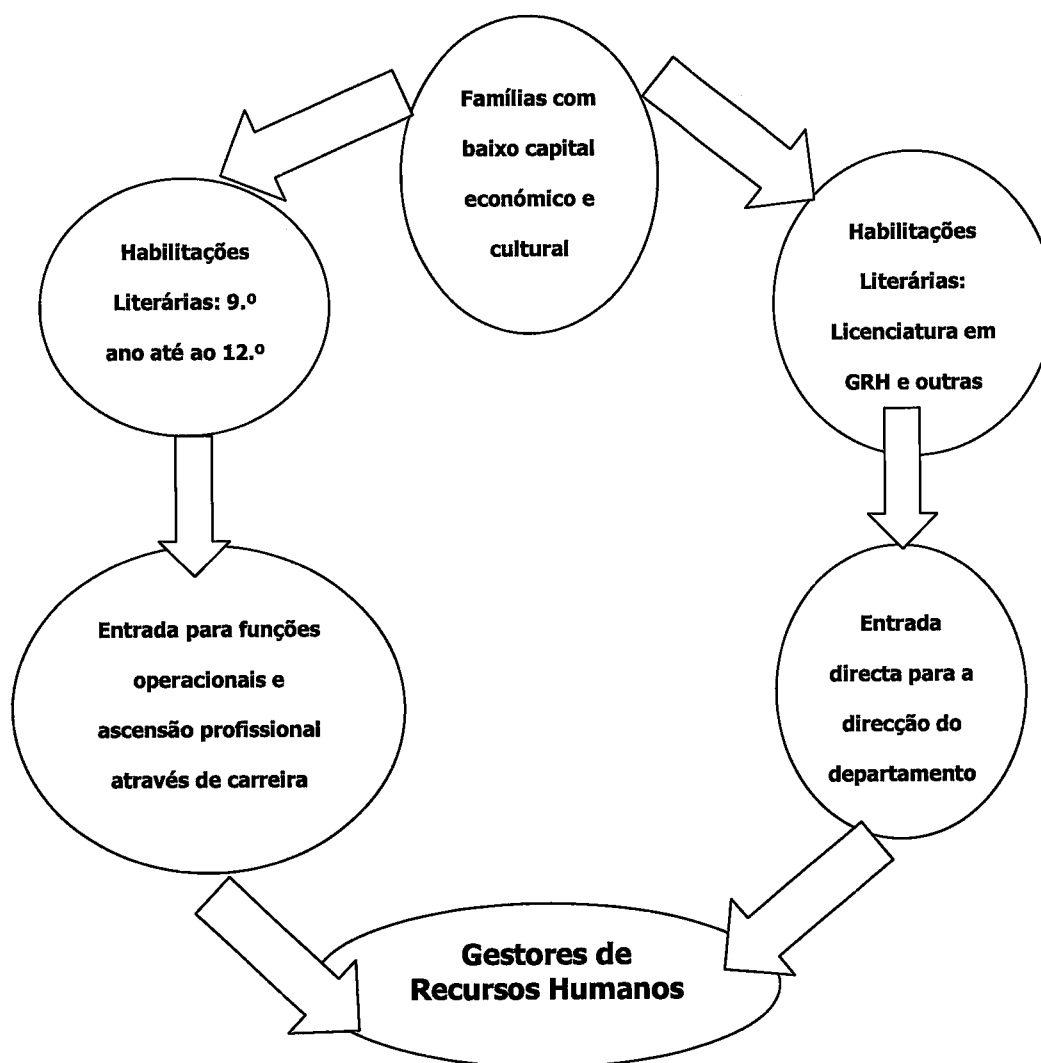 Famílias com
baixo capital
económico e
cultural
Habilitações
Literárias: 9.º
ano até ao 12.º
Habilitações
Literárias:
Licenciatura em
GRH e outras
Entrada para funções
operacionais e
ascensão profissional
através de carreira
Entrada
directa para a
direcção do
departamento
Gestores de
Recursos Humanos